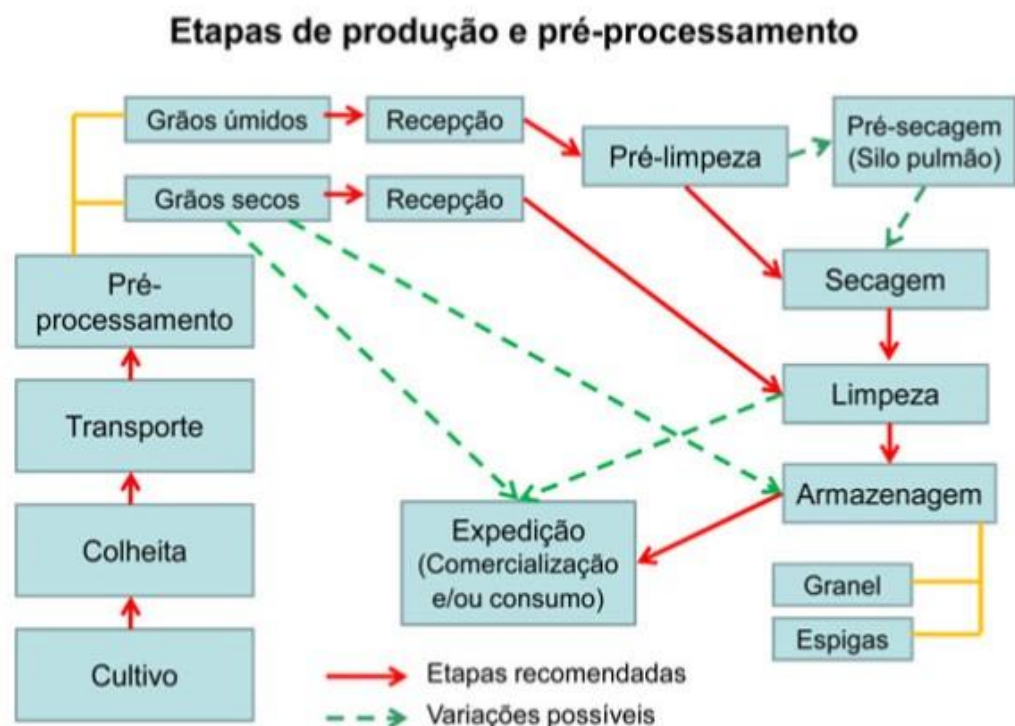 Etapas de produção e pré-processamento
Grãos úmidos
Recepção
Pré-limpeza
Pré-secagem
(Silo pulmão)
Grãos secos
Recepção
Pré-
processamento
Secagem
Transporte
Limpeza
Colheita
Expedição
(Comercialização
e/ou consumo)
Armazenagem
Granel
Espigas
Cultivo
Etapas recomendadas
Variações possíveis